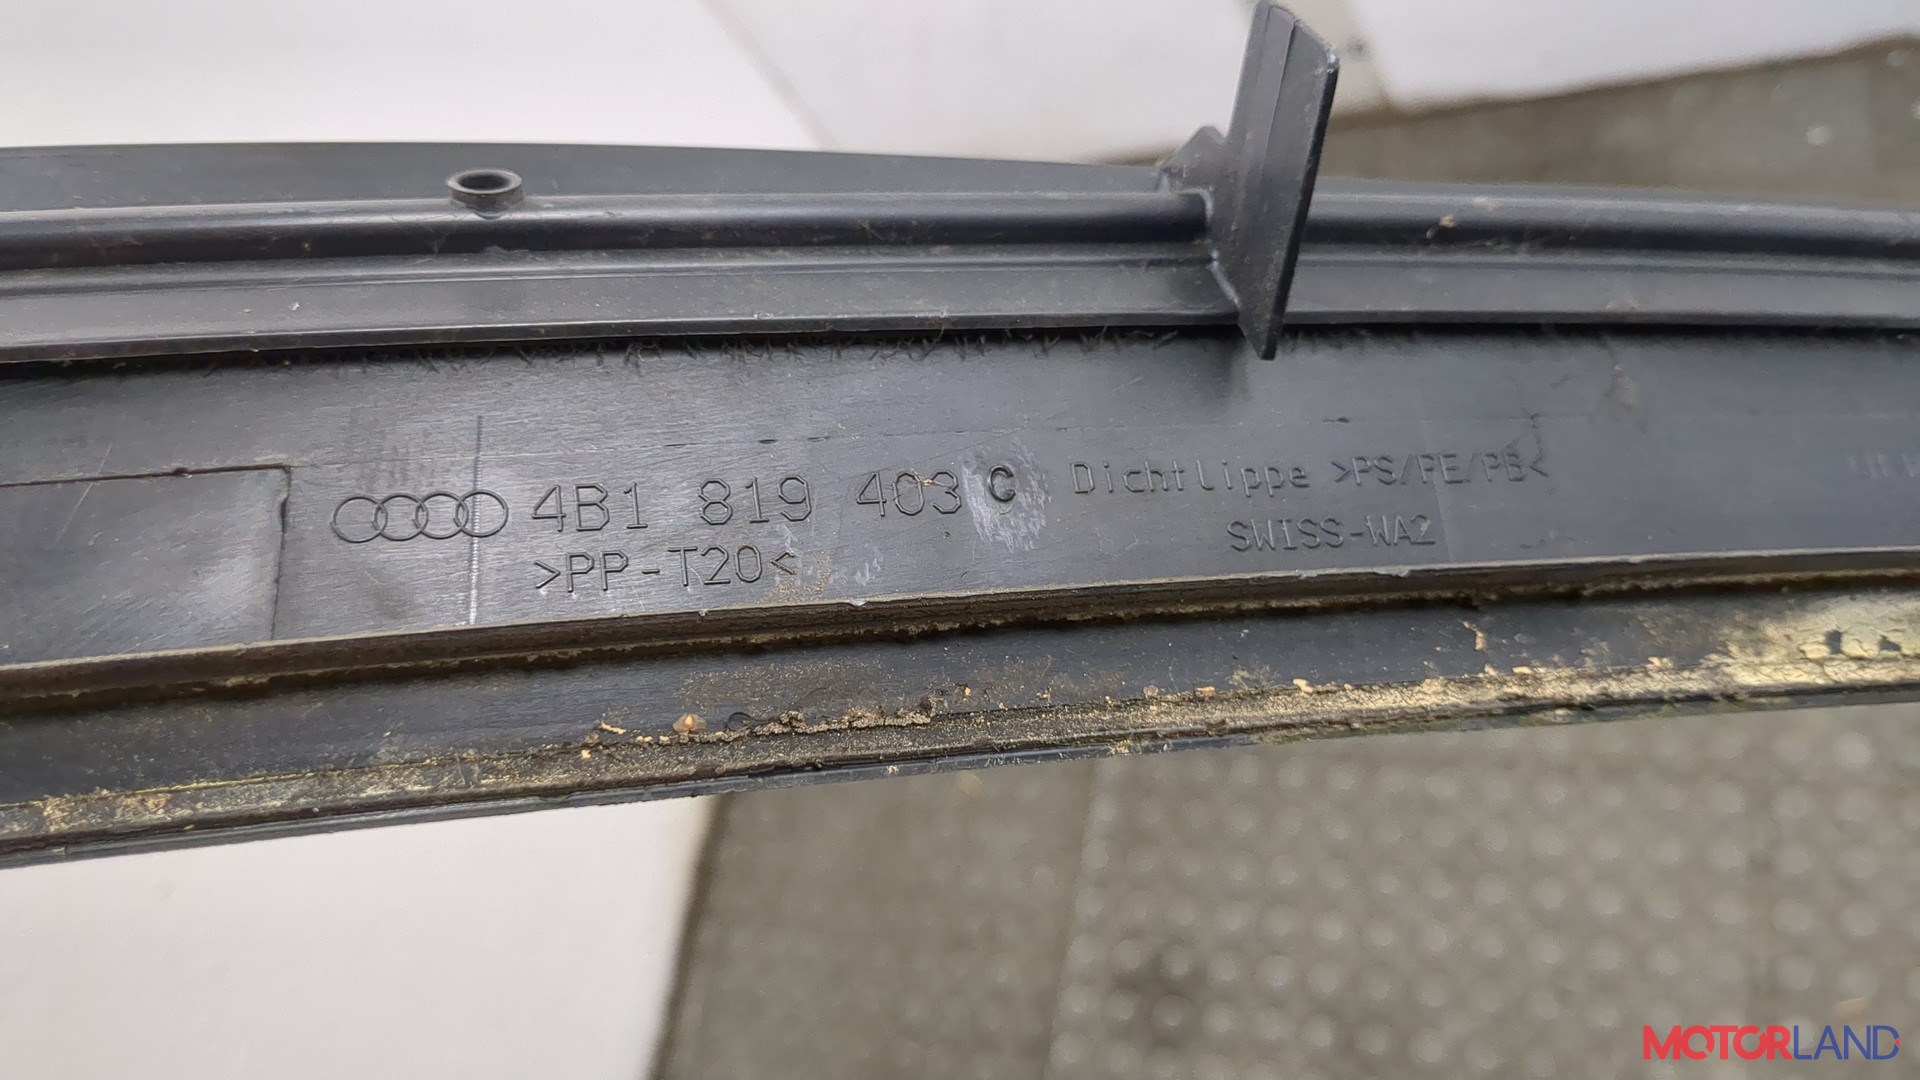 4B1 819 403 C
>PP-T20<
Dichtlippe >PS/PE/PB<
SWISS-WA2
MOTORLAND